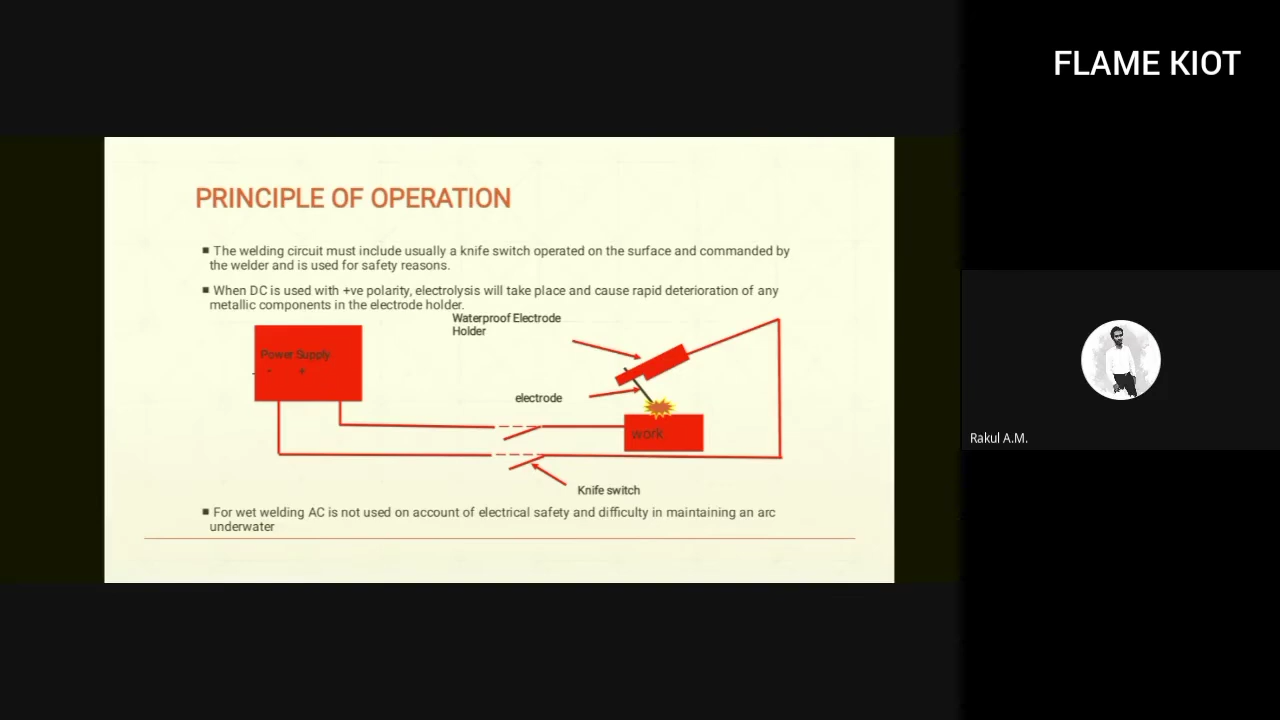 FLAME KIOT
PRINCIPLE OF OPERATION
▪ The welding circuit must include usually a knife switch operated on the surface and commanded by
the welder and is used for safety reasons.
▪ When DC is used with +ve polarity, electrolysis will take place and cause rapid deterioration of any
metallic components in the electrode holder.
Waterproof Electrode
Holder
Power Supply
- - +
electrode
work
Knife switch
▪ For wet welding AC is not used on account of electrical safety and difficulty in maintaining an arc
underwater
Rakul A.M.